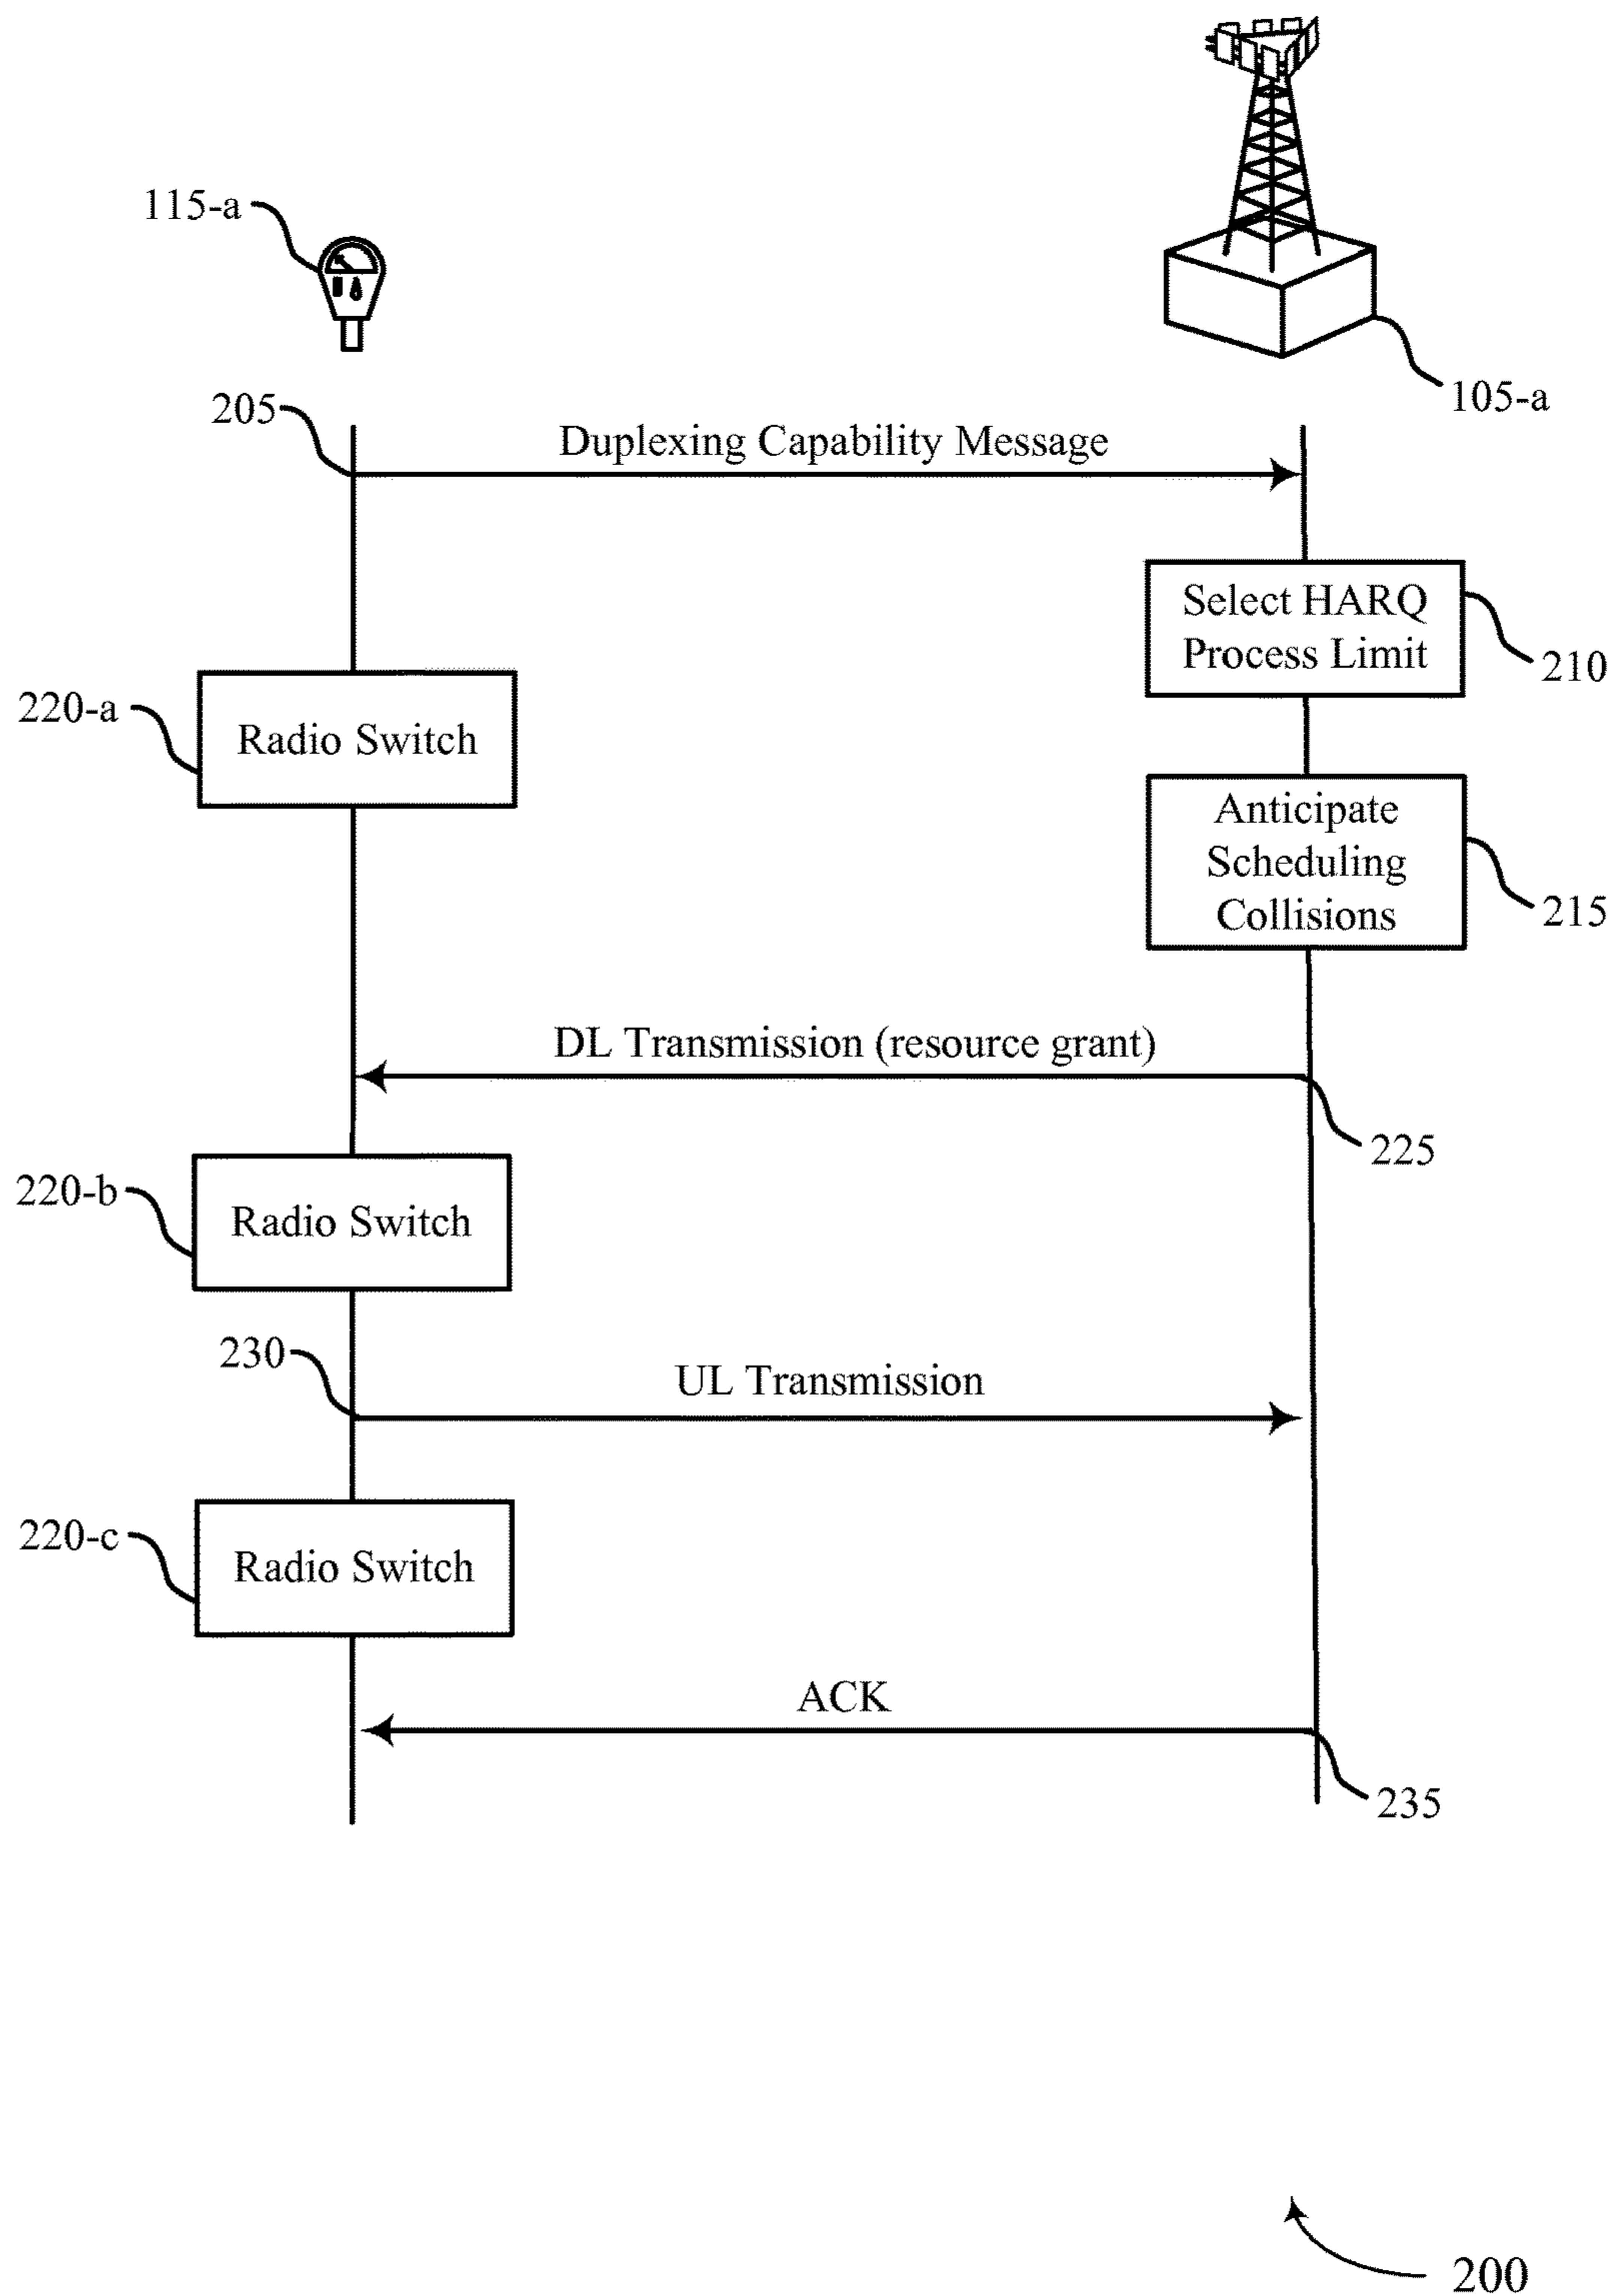 115-a
105-a
205
Duplexing Capability Message
Select HARQ
Process Limit
210
220-a
Radio Switch
Anticipate
Scheduling
Collisions
215
DL Transmission (resource grant)
225
220-b
Radio Switch
230
UL Transmission
220-c
Radio Switch
ACK
235
200